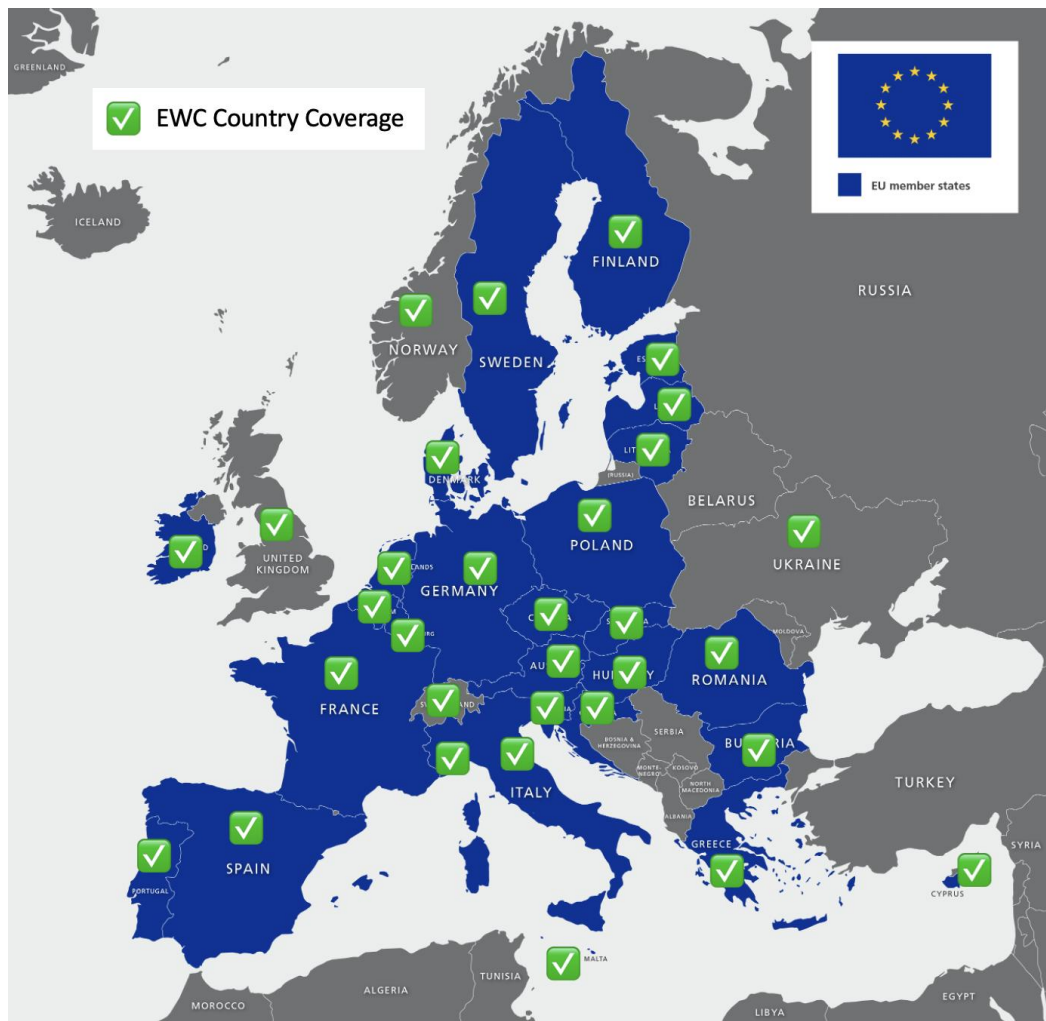 GREENLAND
EWC Country Coverage
EU member states
ICELAND
FINLAND
RUSSIA
NORWAY
SWEDEN
DENMARK
(RUSSIA)
BELARUS
POLAND
UNITED
KINGDOM
UKRAINE
GERMANY
MOLDOVA
ROMANIA
FRANCE
SERBIA
BOSNIA &
HERZEGOVINA
KOSOVO
MONTE-
NEGRO
NORTH
MACEDONIA
ITALY
TURKEY
ALBANIA
GREECE
SYRIA
SPAIN
PORTUGAL
CYPRUS
MALTA
TUNISIA
ALGERIA
MOROCCO
EGYPT
LIBYA